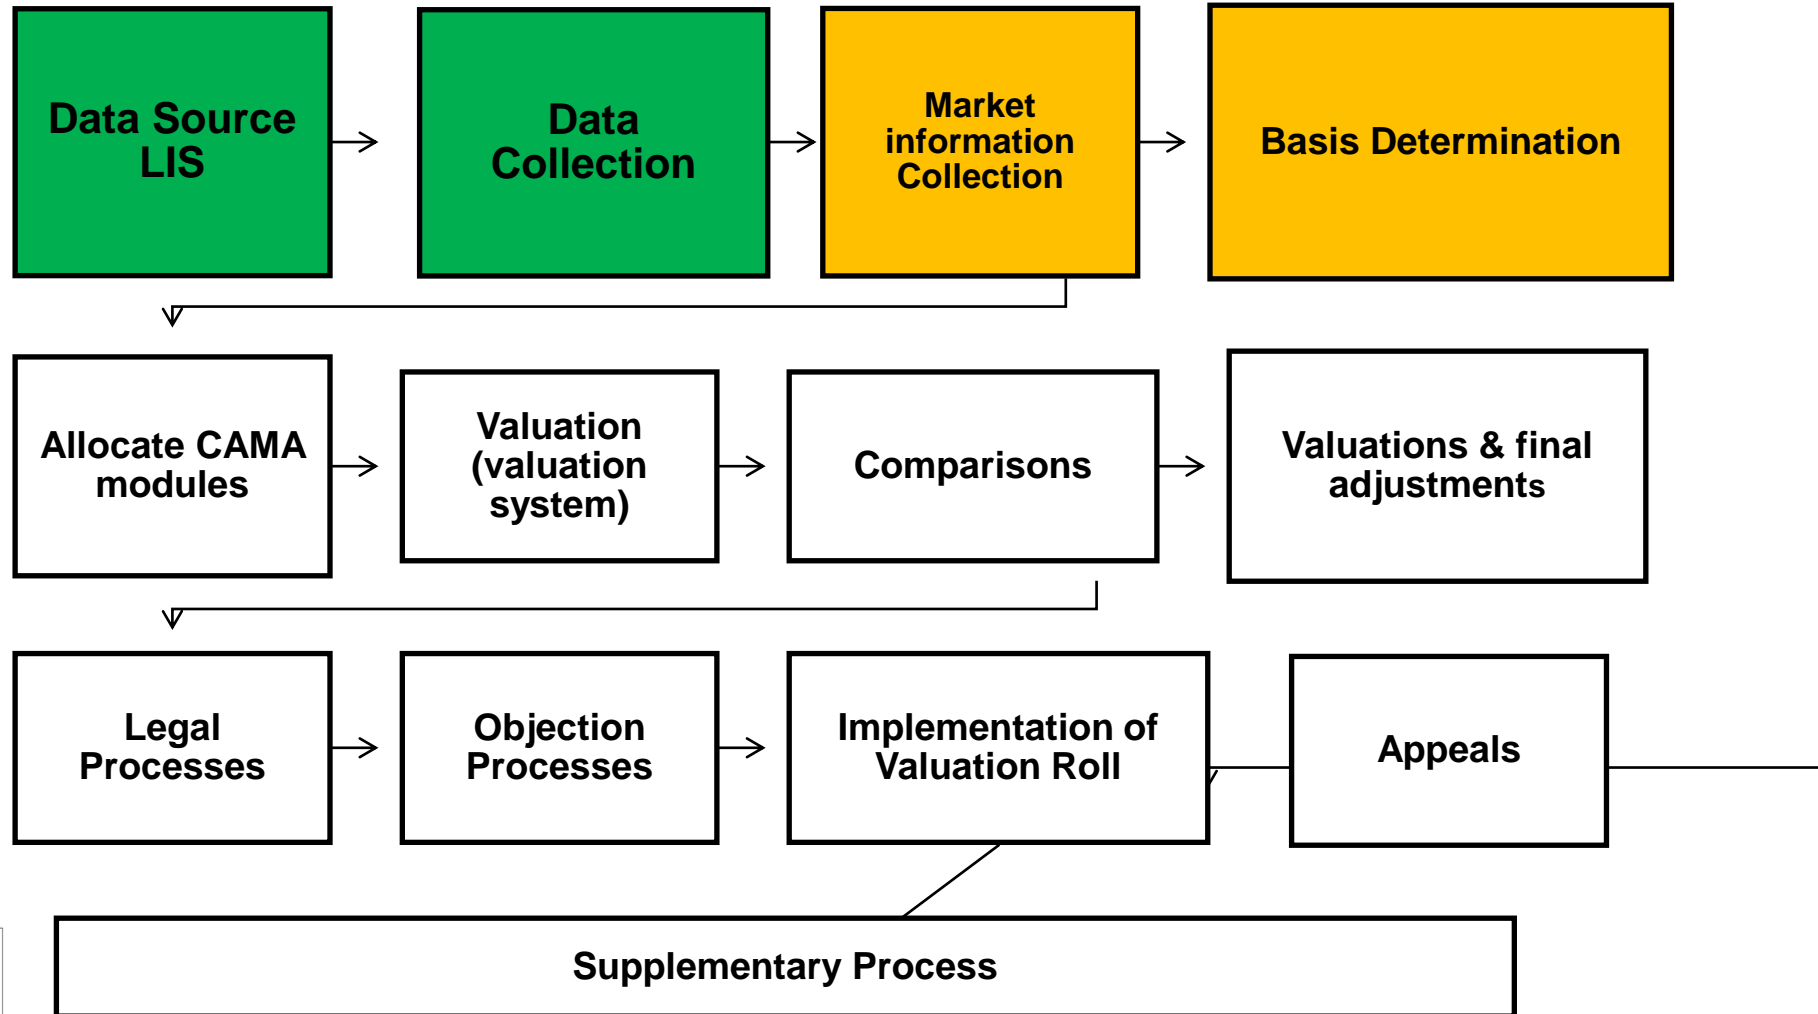 Data Source
LIS
Data
Collection
Market
information
Collection
Basis Determination
Allocate CAMA
modules
Valuation
(valuation
system)
Comparisons
Valuations & final
adjustments
Legal
Processes
Objection
Processes
Implementation of
Valuation Roll
Appeals
Supplementary Process